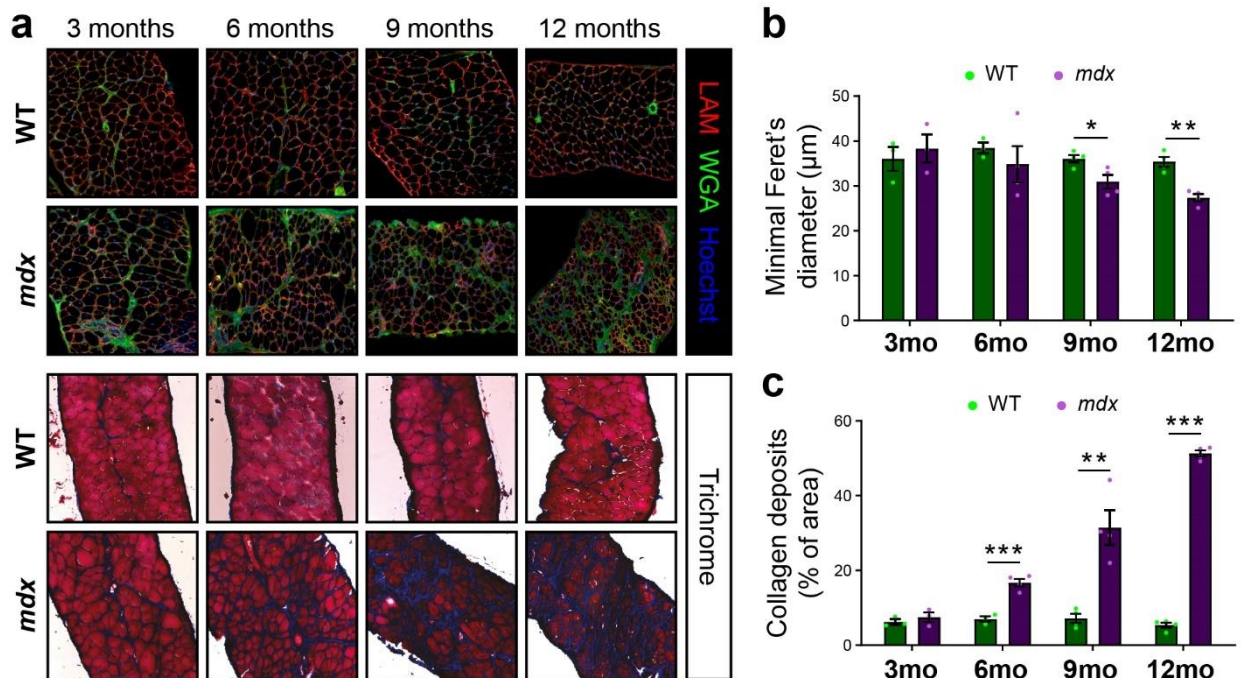 a
3 months 6 months 9 months 12 months
WT
mdx
LAM WGA Hoechst
WT
mdx
Trichrome
b
WT mdx
Minimal Feret's
diameter (µm)
50
40
30
20
10
0
* **
3mo 6mo 9mo 12mo
c
WT mdx
Collagen deposits
(% of area)
60
40
20
0
*** ** ***
3mo 6mo 9mo 12mo